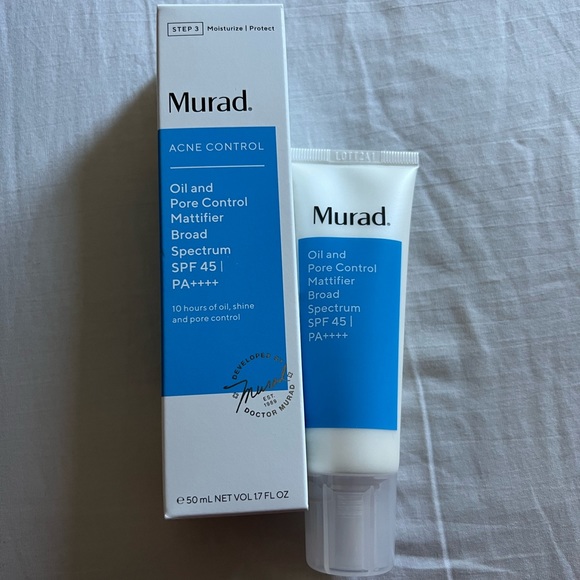 STEP 3 Moisturize | Protect
Murad.
ACNE CONTROL
Oil and
Pore Control
Mattifier
Broad
Spectrum
SPF 45 |
PA++++
10 hours of oil, shine
and pore control
DEVELOPED BY
Murad
EST.
1989
DOCTOR MURAD
℮ 50 mL NET VOL 1.7 FL OZ
Murad.
Oil and
Pore Control
Mattifier
Broad
Spectrum
SPF 45 |
PA++++